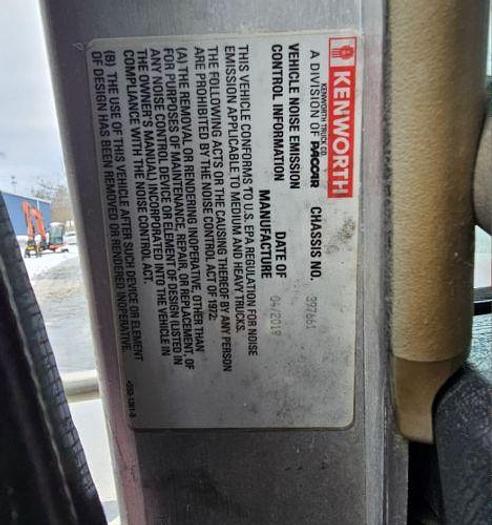 KENWORTH
KENWORTH TRUCK CO.
A DIVISION OF PACCAR CHASSIS NO. 397661
VEHICLE NOISE EMISSION
CONTROL INFORMATION
DATE OF
MANUFACTURE 04/2019
THIS VEHICLE CONFORMS TO U.S. EPA REGULATION FOR NOISE
EMISSION APPLICABLE TO MEDIUM AND HEAVY TRUCKS.
THE FOLLOWING ACTS OR THE CAUSING THEREOF BY ANY PERSON
ARE PROHIBITED BY THE NOISE CONTROL ACT OF 1972:
(A) THE REMOVAL OR RENDERING INOPERATIVE, OTHER THAN
FOR PURPOSES OF MAINTENANCE, REPAIR, OR REPLACEMENT, OF
ANY NOISE CONTROL DEVICE OR ELEMENT OF DESIGN (LISTED IN
THE OWNER'S MANUAL) INCORPORATED INTO THE VEHICLE IN
COMPLIANCE WITH THE NOISE CONTROL ACT.
(B) THE USE OF THIS VEHICLE AFTER SUCH DEVICE OR ELEMENT
OF DESIGN HAS BEEN REMOVED OR RENDERED INOPERATIVE.